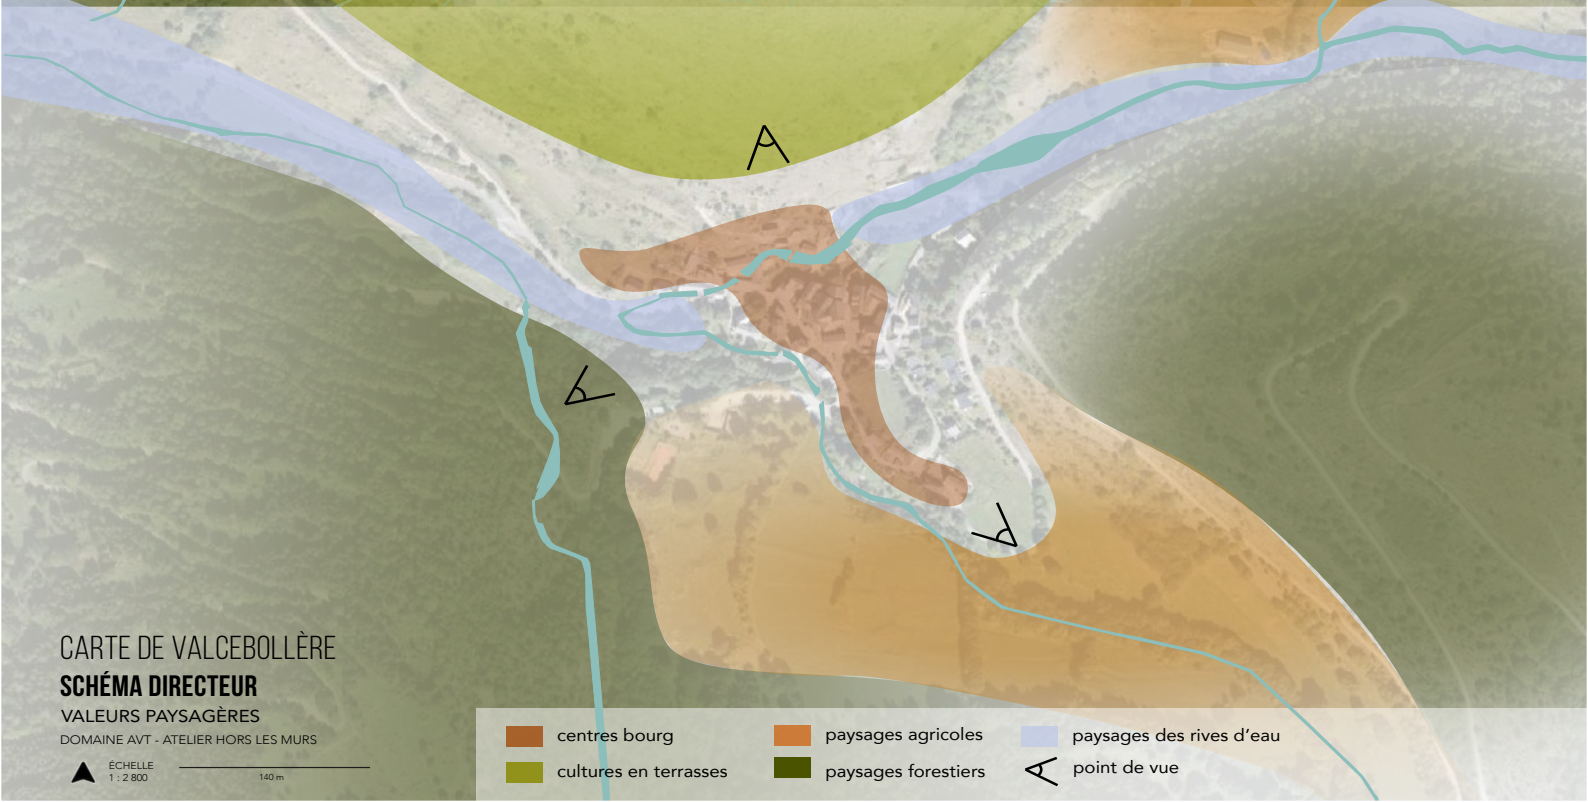 CARTE DE VALCEBOLLÈRE
SCHÉMA DIRECTEUR
VALEURS PAYSAGÈRES
DOMAINE AVT - ATELIER HORS LES MURS
ÉCHELLE
1 : 2 800
140 m
centres bourg
cultures en terrasses
paysages agricoles
paysages forestiers
paysages des rives d'eau
point de vue